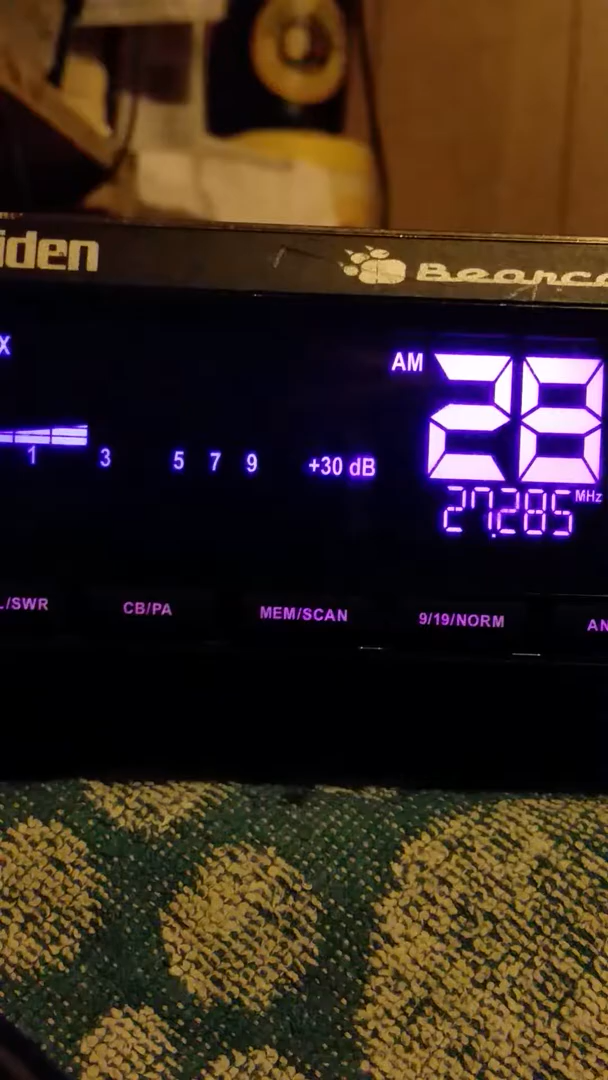 iden Bearca
X
AM 28
1 3 5 7 9 +30 dB
27.285 MHz
L/SWR CB/PA MEM/SCAN 9/19/NORM AN